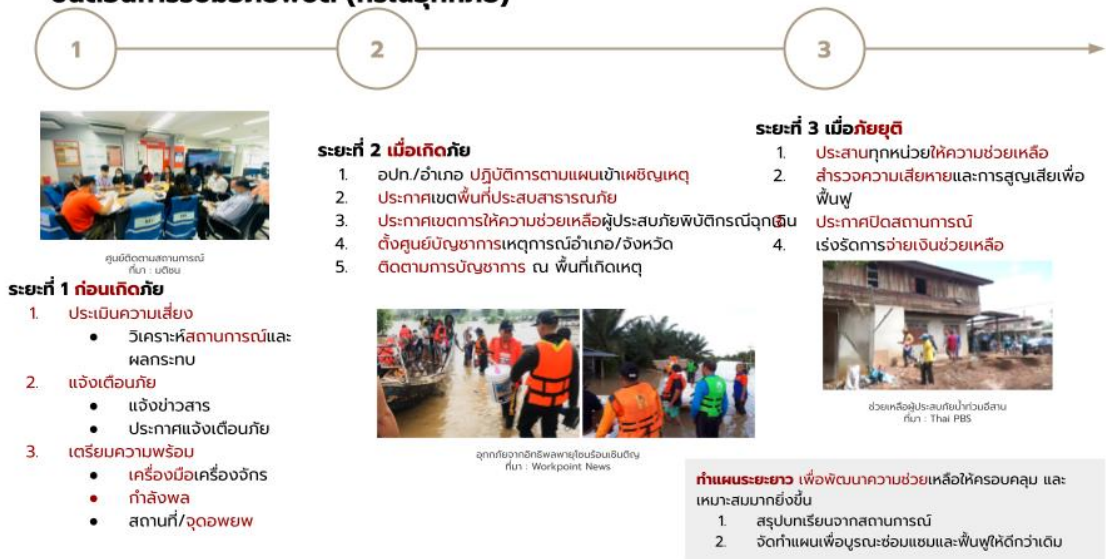 ขั้นตอนการรับมือภัยพิบัติ (กรณีอุทกภัย)
1
2
3
ศูนย์ติดตามสถานการณ์
ที่มา : มติชน
ระยะที่ 1 ก่อนเกิดภัย
1. ประเมินความเสี่ยง
● วิเคราะห์สถานการณ์และ
ผลกระทบ
2. แจ้งเตือนภัย
● แจ้งข่าวสาร
● ประกาศแจ้งเตือนภัย
3. เตรียมความพร้อม
● เครื่องมือเครื่องจักร
● กำลังพล
● สถานที่/จุดอพยพ
ระยะที่ 2 เมื่อเกิดภัย
1. อปท./อำเภอ ปฏิบัติการตามแผนเข้าเผชิญเหตุ
2. ประกาศเขตพื้นที่ประสบสาธารณภัย
3. ประกาศเขตการให้ความช่วยเหลือผู้ประสบภัยพิบัติกรณีฉุกเฉิน
4. ตั้งศูนย์บัญชาการเหตุการณ์อำเภอ/จังหวัด
5. ติดตามการบัญชาการ ณ พื้นที่เกิดเหตุ
อุทกภัยจากอิทธิพลพายุโซนร้อนเซินติญ
ที่มา : Workpoint News
ระยะที่ 3 เมื่อภัยยุติ
1. ประสานทุกหน่วยให้ความช่วยเหลือ
2. สำรวจความเสียหายและการสูญเสียเพื่อ
ฟื้นฟู
3. ประกาศปิดสถานการณ์
4. เร่งรัดการจ่ายเงินช่วยเหลือ
ช่วยเหลือผู้ประสบภัยน้ำท่วมอีสาน
ที่มา : Thai PBS
ทำแผนระยะยาว เพื่อพัฒนาความช่วยเหลือให้ครอบคลุม และ
เหมาะสมมากยิ่งขึ้น
1. สรุปบทเรียนจากสถานการณ์
2. จัดทำแผนเพื่อบูรณะซ่อมแซมและฟื้นฟูให้ดีกว่าเดิม